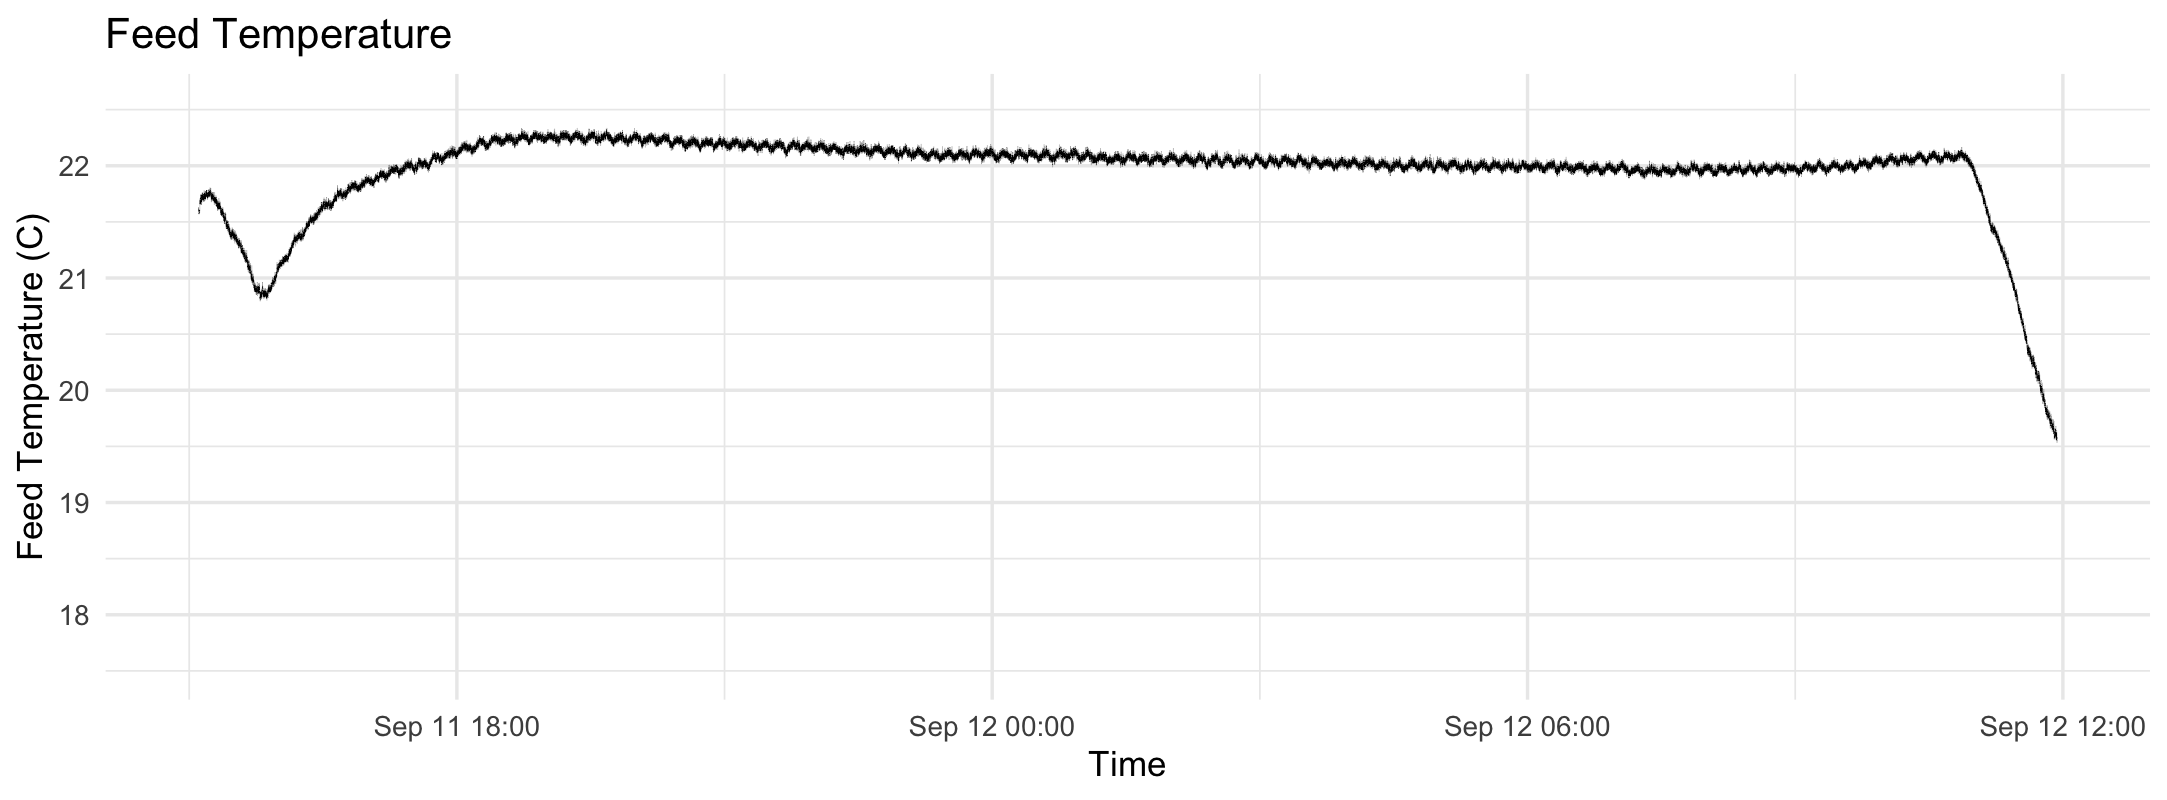 Feed Temperature
Feed Temperature (C)
22
21
20
19
18
Sep 11 18:00
Sep 12 00:00
Sep 12 06:00
Sep 12 12:00
Time